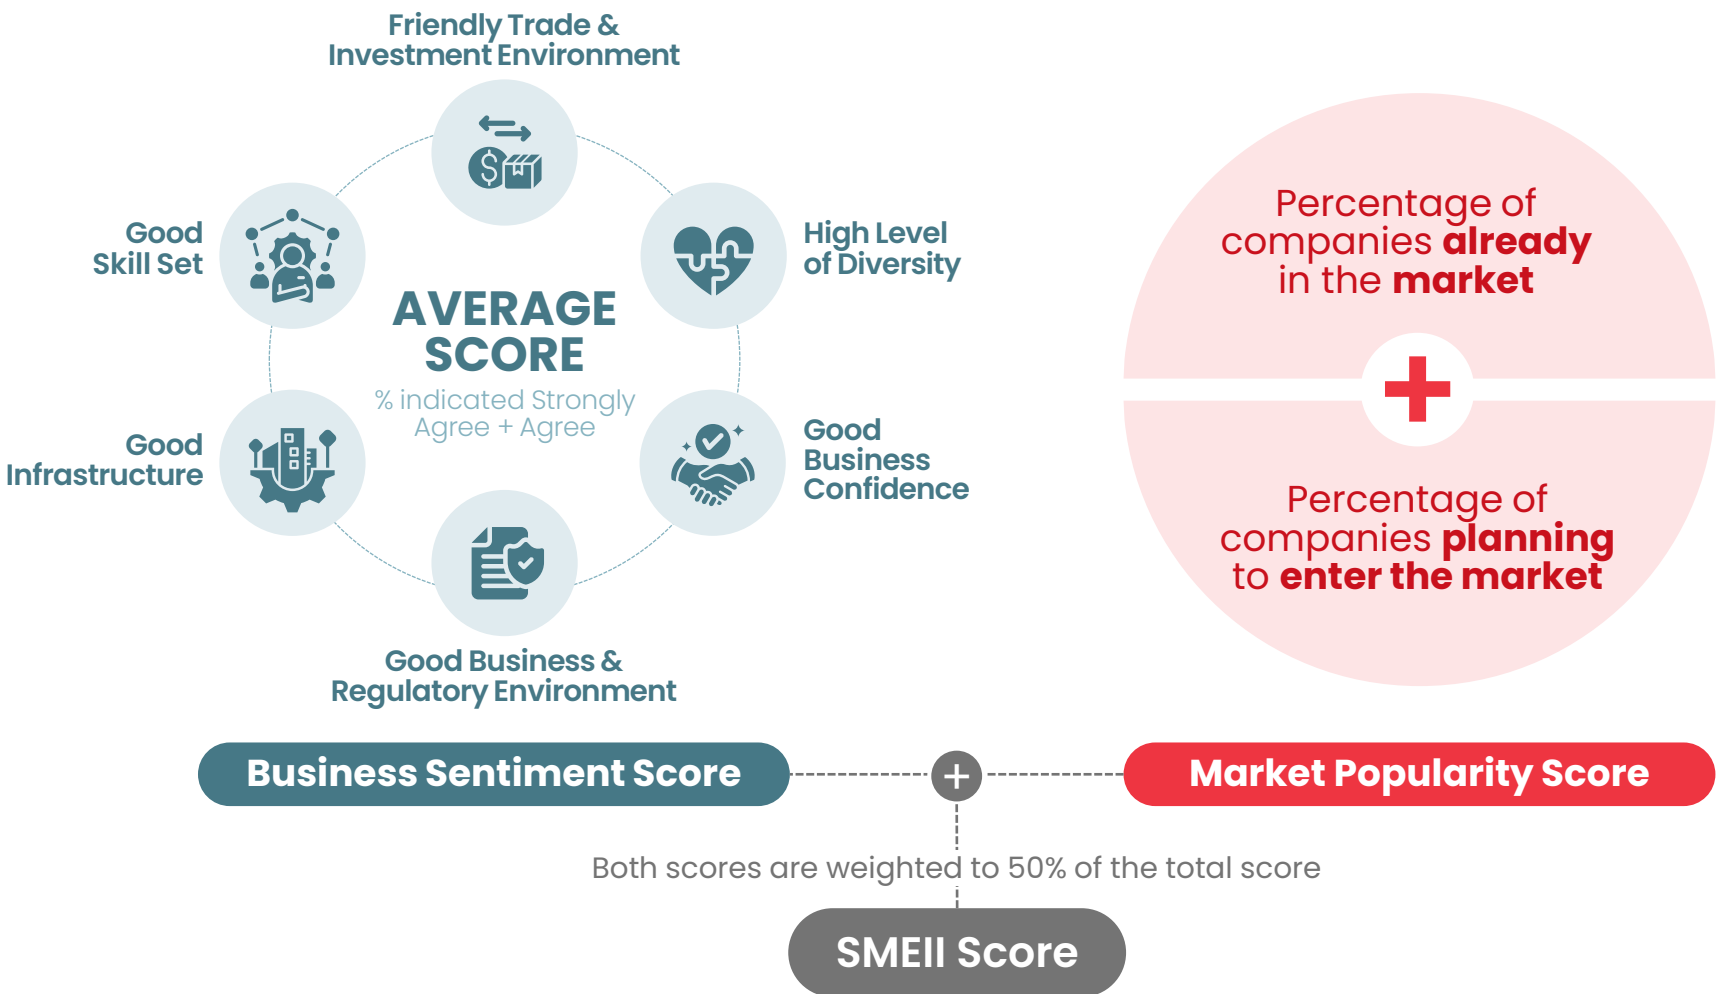 Friendly Trade &
Investment Environment
Good
Skill Set
High Level
of Diversity
AVERAGE
SCORE
% indicated Strongly
Agree + Agree
Good
Infrastructure
Good
Business
Confidence
Good Business &
Regulatory Environment
Business Sentiment Score
Percentage of
companies already
in the market
+
Percentage of
companies planning
to enter the market
+
Market Popularity Score
Both scores are weighted to 50% of the total score
SMEII Score